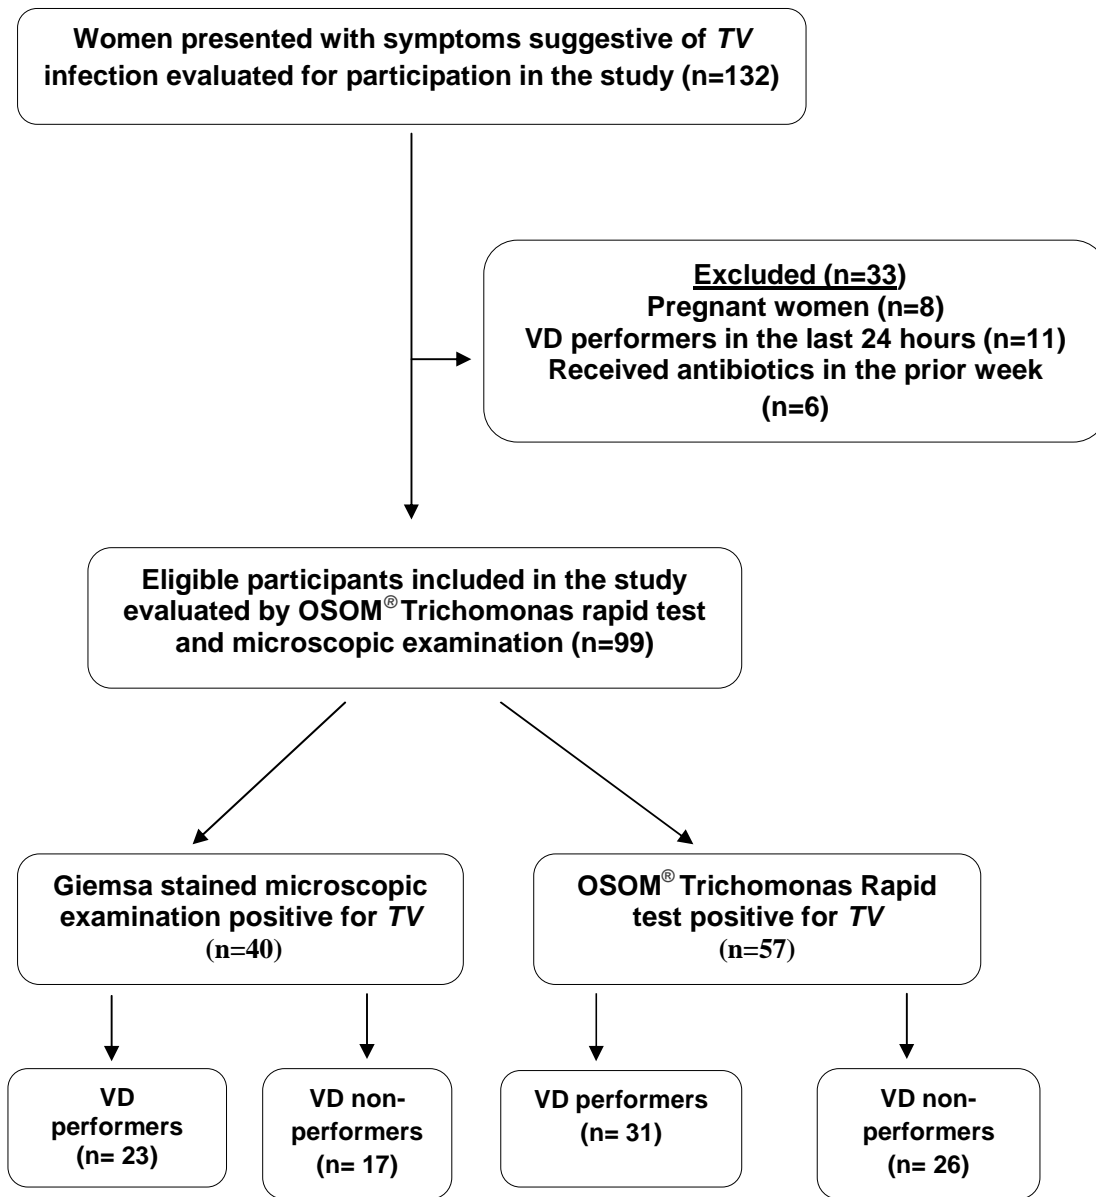 Women presented with symptoms suggestive of TV
infection evaluated for participation in the study (n=132)
Excluded (n=33)
Pregnant women (n=8)
VD performers in the last 24 hours (n=11)
Received antibiotics in the prior week
(n=6)
Eligible participants included in the study
evaluated by OSOM® Trichomonas rapid test
and microscopic examination (n=99)
Giemsa stained microscopic
examination positive for TV
(n=40)
OSOM® Trichomonas Rapid
test positive for TV
(n=57)
VD
performers
(n= 23)
VD non-
performers
(n= 17)
VD performers
(n= 31)
VD non-
performers
(n= 26)